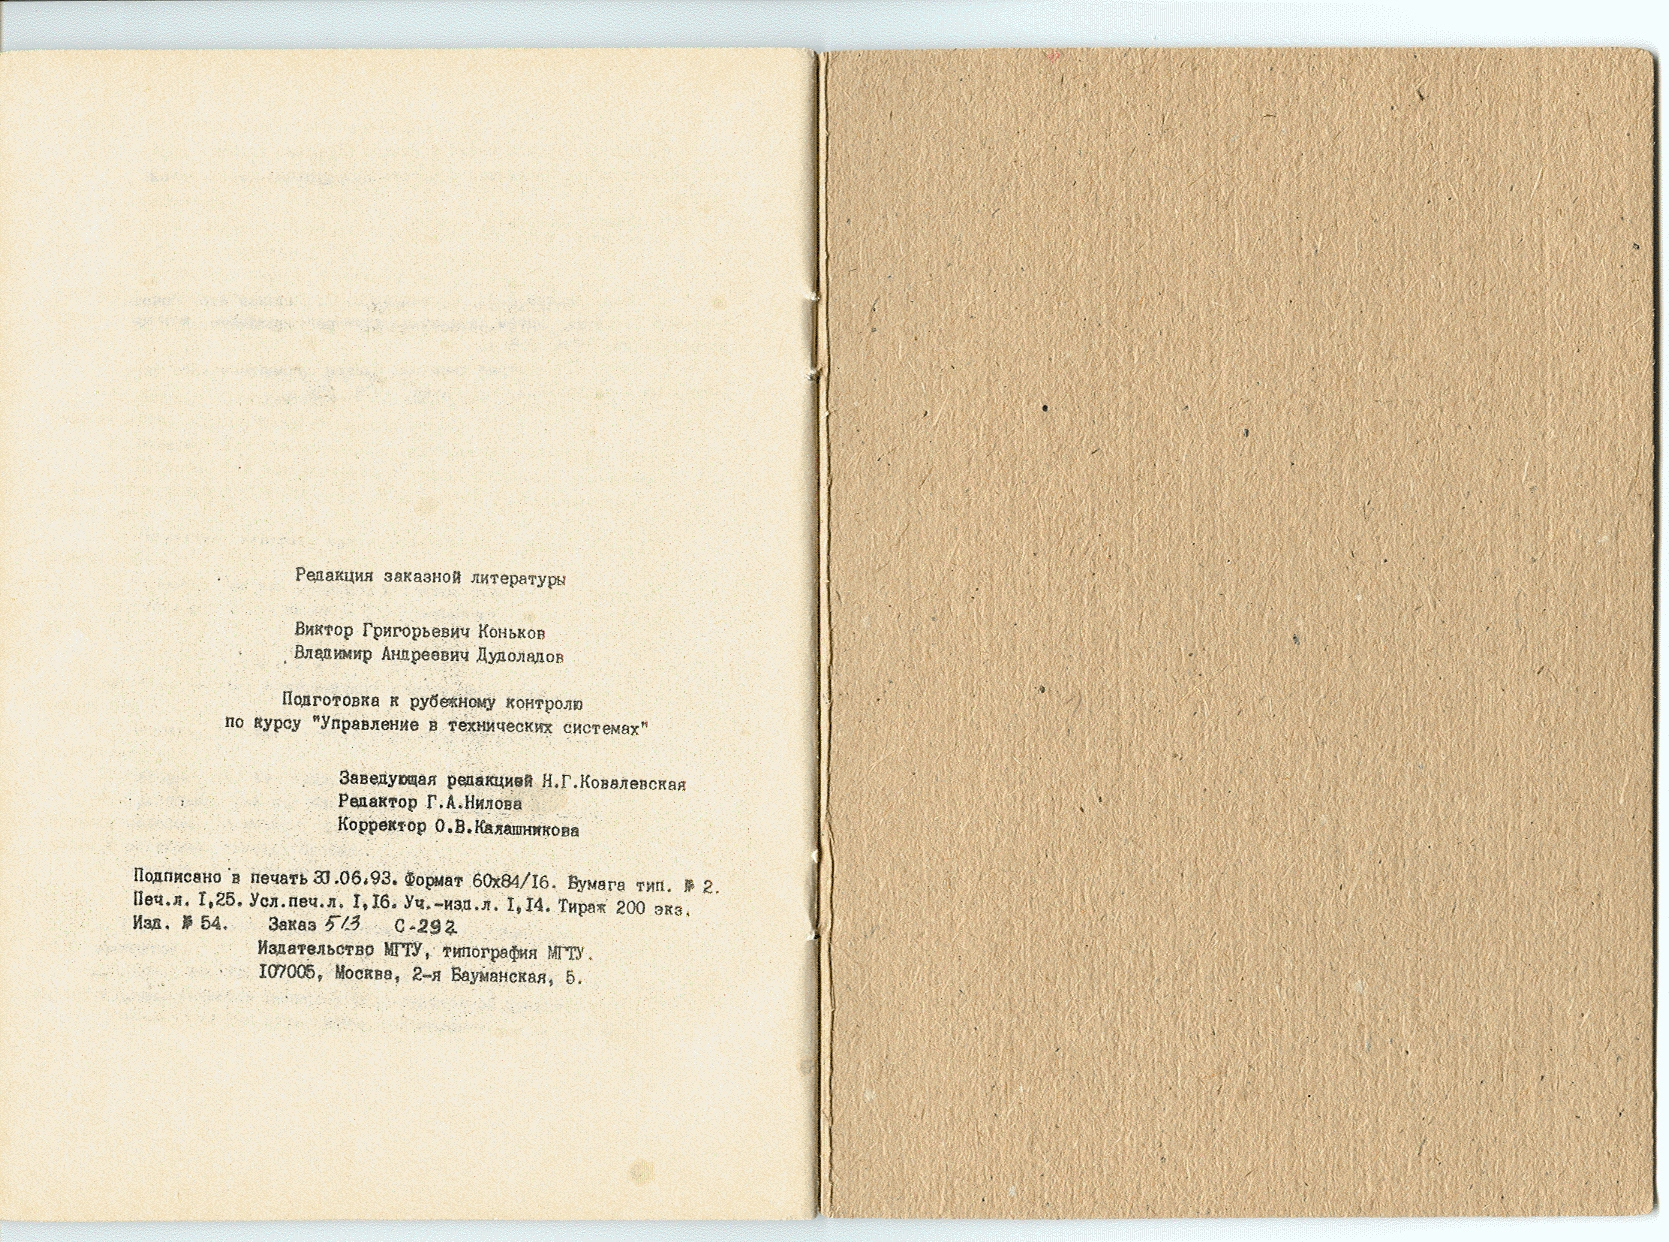 Редакция заказной литературы
Виктор Григорьевич Коньков
Владимир Андреевич Дудоладов
Подготовка к рубежному контролю
по курсу "Управление в технических системах"
Заведующая редакцией Н.Г.Ковалевская
Редактор Г.А.Нилова
Корректор О.В.Калашникова
Подписано в печать 30.06.93. Формат 60х84/16. Бумага тип. № 2.
Печ.л. 1,25. Усл.печ.л. 1,16. Уч.-изд.л. 1,14. Тираж 200 экз.
Изд. № 54. Заказ 513 С-292
Издательство МГТУ, типография МГТУ.
107005, Москва, 2-я Бауманская, 5.